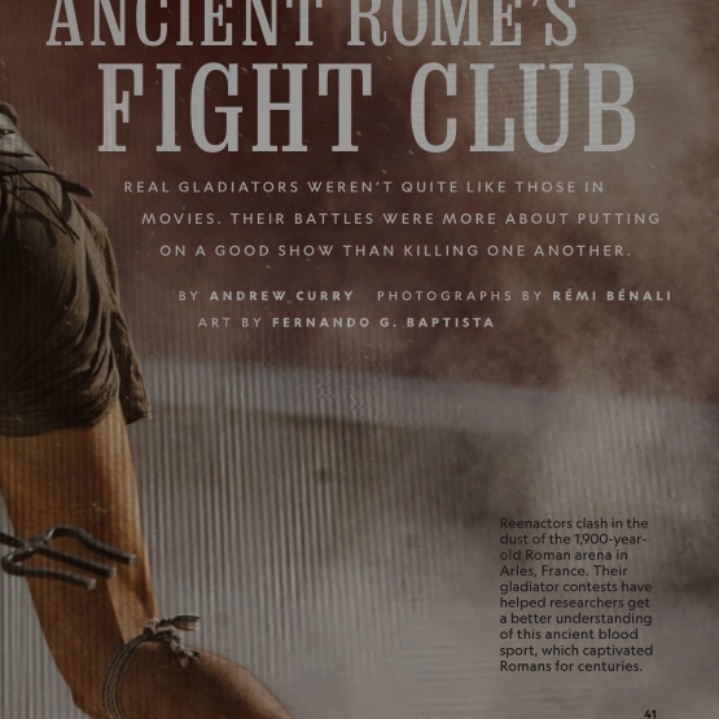 ANCIENT ROME'S
FIGHT CLUB
REAL GLADIATORS WEREN'T QUITE LIKE THOSE IN
MOVIES. THEIR BATTLES WERE MORE ABOUT PUTTING
ON A GOOD SHOW THAN KILLING ONE ANOTHER.
BY ANDREW CURRY PHOTOGRAPHS BY RÉMI BÉNALI
ART BY FERNANDO G. BAPTISTA
Reenactors clash in the
dust of the 1,900-year-
old Roman arena in
Arles, France. Their
gladiator contests have
helped researchers get
a better understanding
of this ancient blood
sport, which captivated
Romans for centuries.
41